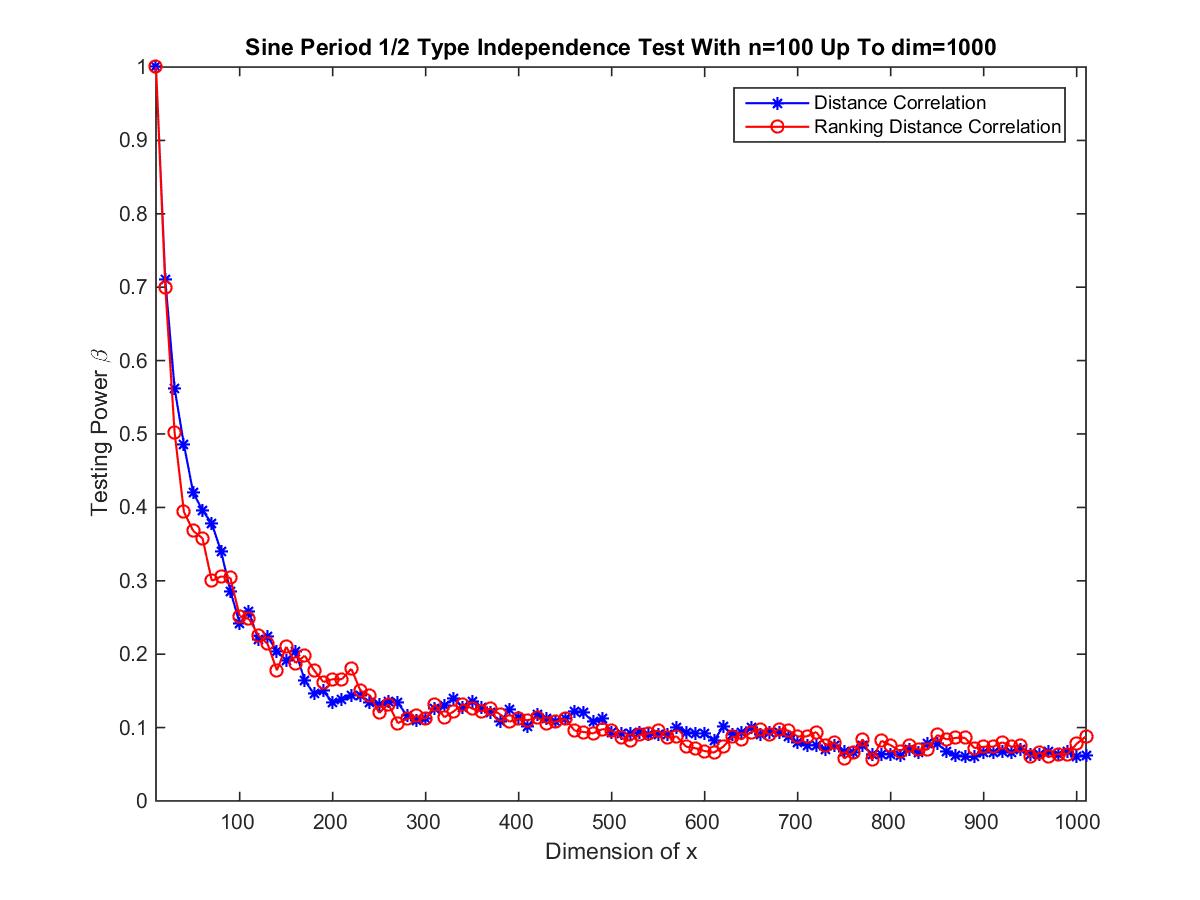 Sine Period 1/2 Type Independence Test With n=100 Up To dim=1000
Distance Correlation
Ranking Distance Correlation
1
0.9
0.8
0.7
0.6
0.5
0.4
0.3
0.2
0.1
0
Testing Power β
100 200 300 400 500 600 700 800 900 1000
Dimension of x